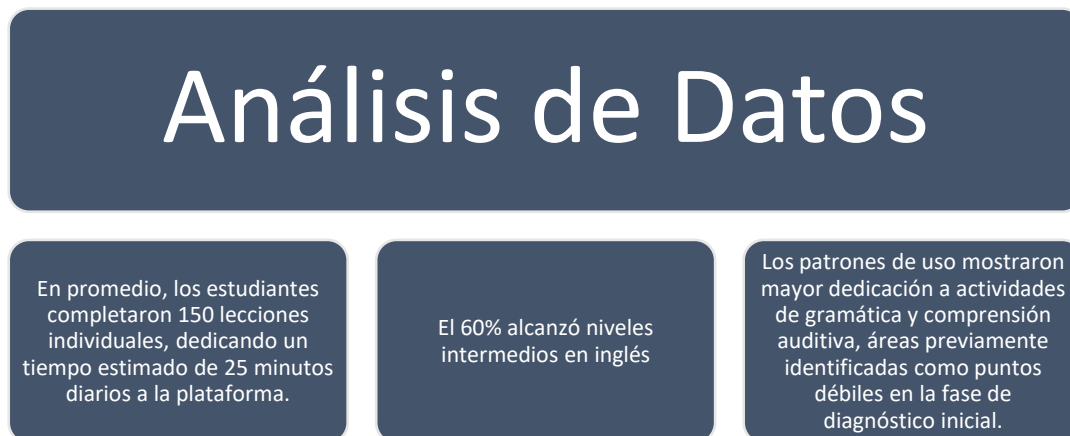 Análisis de Datos
En promedio, los estudiantes
completaron 150 lecciones
individuales, dedicando un
tiempo estimado de 25 minutos
diarios a la plataforma.
El 60% alcanzó niveles
intermedios en inglés
Los patrones de uso mostraron
mayor dedicación a actividades
de gramática y comprensión
auditiva, áreas previamente
identificadas como puntos
débiles en la fase de
diagnóstico inicial.